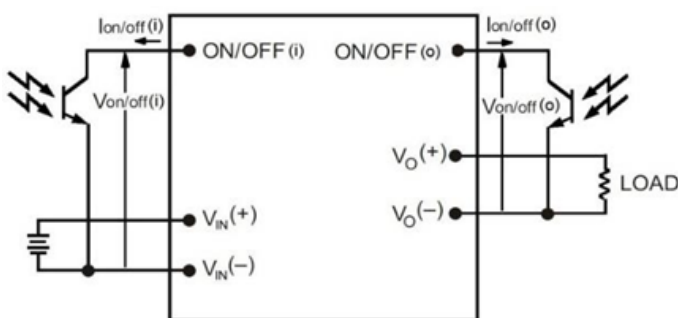 Ion/off(i)
ON/OFF(i)
Von/off(i)
VIN(+)
VIN(−)
ON/OFF(o)
Ion/off(o)
Von/off(o)
VO(+)
LOAD
VO(−)